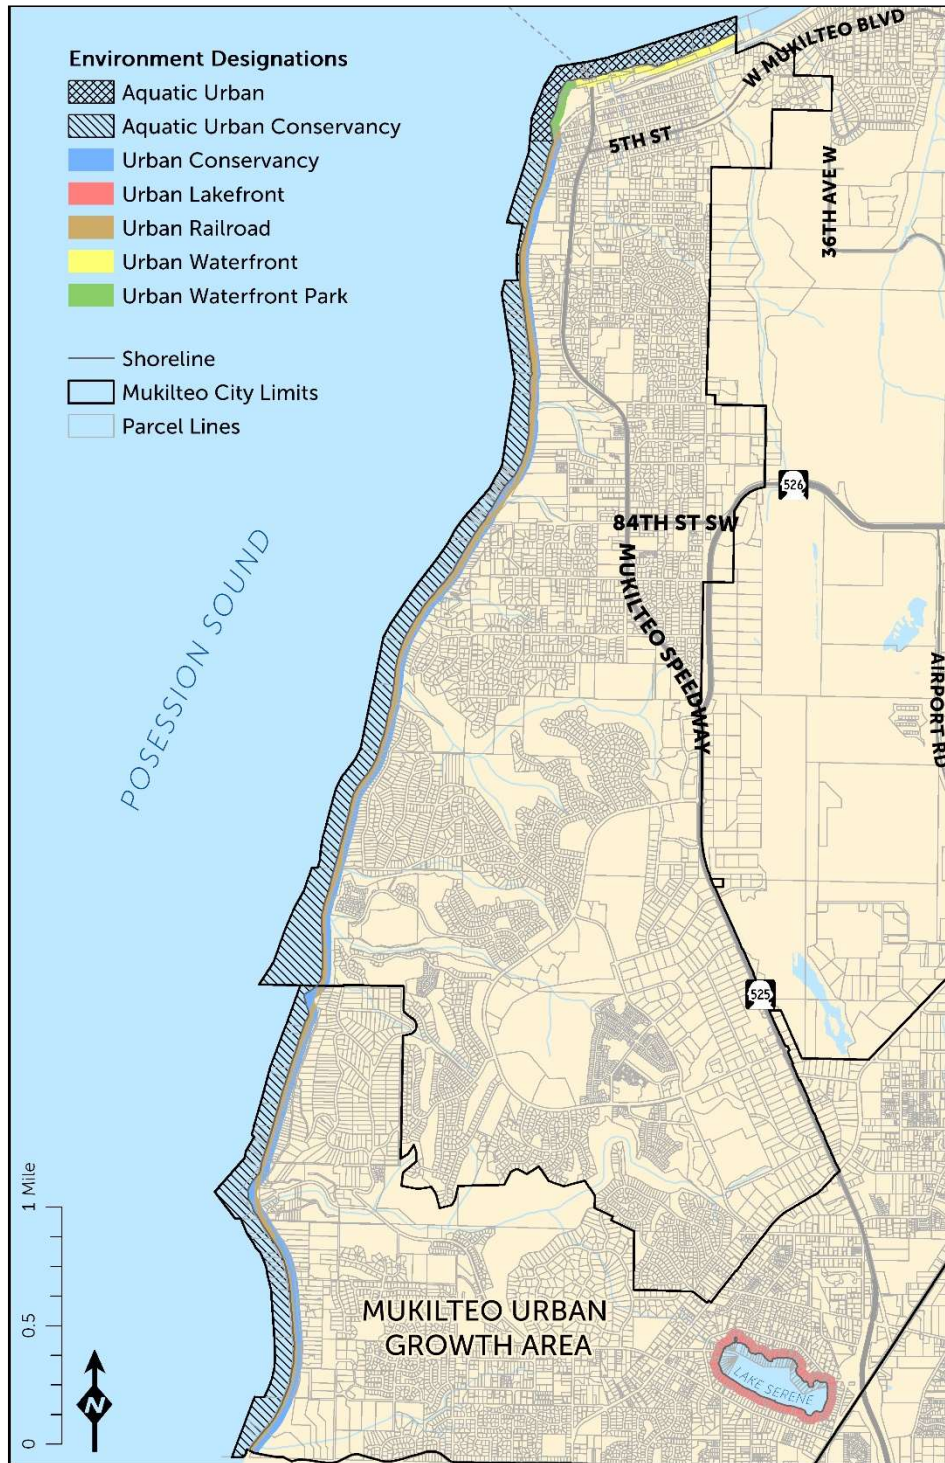 Environment Designations
Aquatic Urban
Aquatic Urban Conservancy
Urban Conservancy
Urban Lakefront
Urban Railroad
Urban Waterfront
Urban Waterfront Park
Shoreline
Mukilteo City Limits
Parcel Lines
W MUKILTEO BLVD
5TH ST
36TH AVE W
526
84TH ST SW
MUKILTEO SPEEDWAY
POSESSION SOUND
AIRPORT RD
525
MUKILTEO URBAN
GROWTH AREA
LAKE SERENE
1 Mile
0.5
0
N